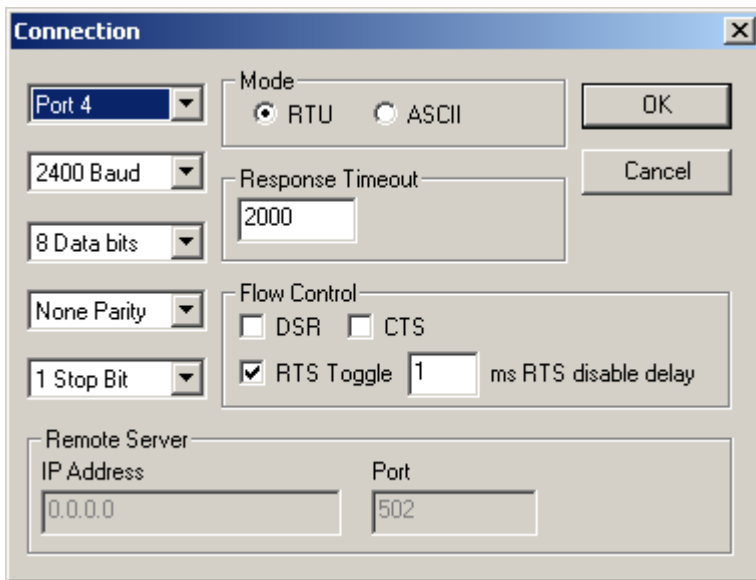 Connection
Port 4
2400 Baud
8 Data bits
None Parity
1 Stop Bit
Mode
RTU ASCII
Response Timeout
2000
Flow Control
DSR CTS
RTS Toggle 1 ms RTS disable delay
OK
Cancel
Remote Server
IP Address Port
0.0.0.0 502